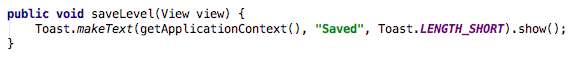 public void saveLevel(View view) {
    Toast.makeText(getApplicationContext(), "Saved", Toast.LENGTH_SHORT).show();
}